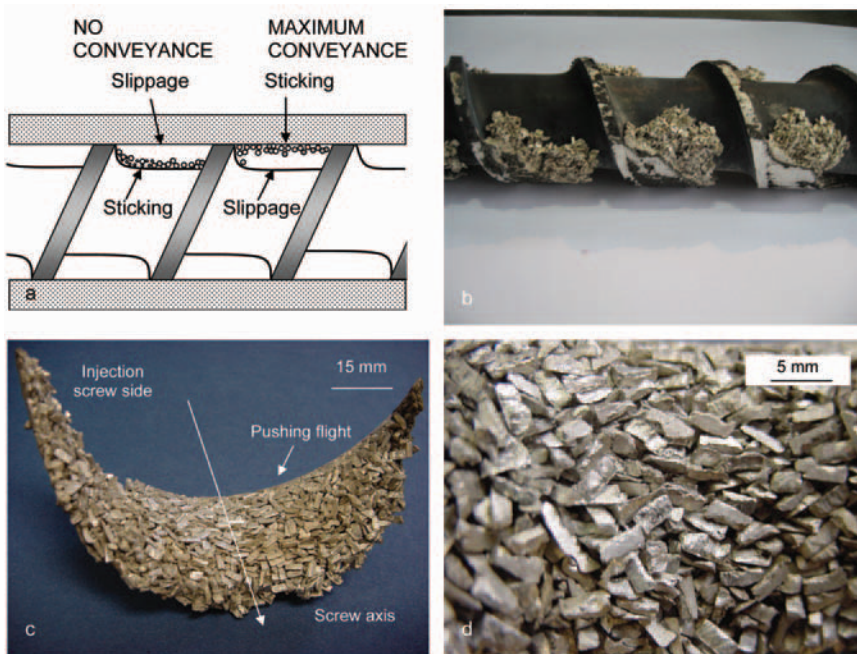 NO CONVEYANCE
MAXIMUM CONVEYANCE
Slippage
Sticking
Sticking
Slippage
a
b
Injection
screw side
15 mm
Pushing flight
Screw axis
c
5 mm
d